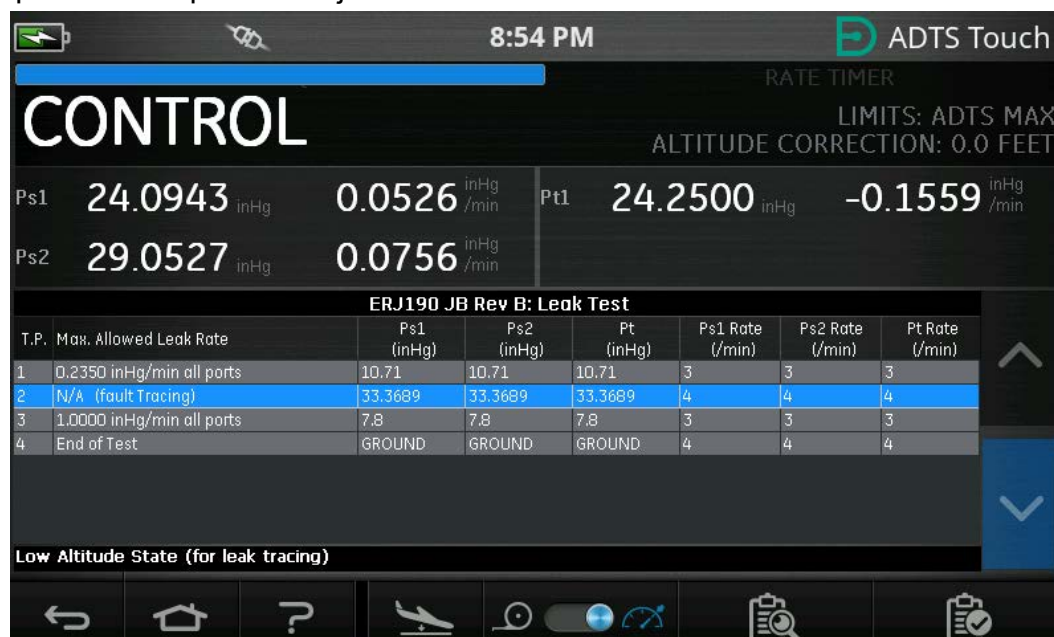 8:54 PM
ADTS Touch
RATE TIMER
CONTROL
LIMITS: ADTS MAX
ALTITUDE CORRECTION: 0.0 FEET
Ps1 24.0943 inHg 0.0526 inHg/min Pt1 24.2500 inHg -0.1559 inHg/min
Ps2 29.0527 inHg 0.0756 inHg/min
ERJ190 JB Rev B: Leak Test
T.P. Max. Allowed Leak Rate Ps1 (inHg) Ps2 (inHg) Pt (inHg) Ps1 Rate (/min) Ps2 Rate (/min) Pt Rate (/min)
1 0.2350 inHg/min all ports 10.71 10.71 10.71 3 3 3
2 N/A (fault Tracing) 33.3689 33.3689 33.3689 4 4 4
3 1.0000 inHg/min all ports 7.8 7.8 7.8 3 3 3
4 End of Test GROUND GROUND GROUND 4 4 4
Low Altitude State (for leak tracing)
?